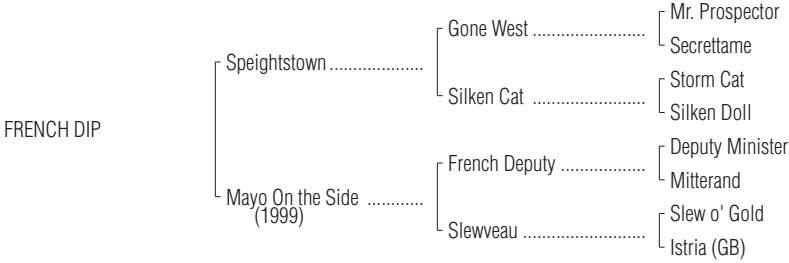 Mr. Prospector
Gone West ........................
Secrettame
Speightstown ....................
Storm Cat
Silken Cat ........................
Silken Doll
FRENCH DIP
Deputy Minister
French Deputy ..................
Mitterand
Mayo On the Side ............
(1999)
Slew o' Gold
Slewveau ..........................
Istria (GB)